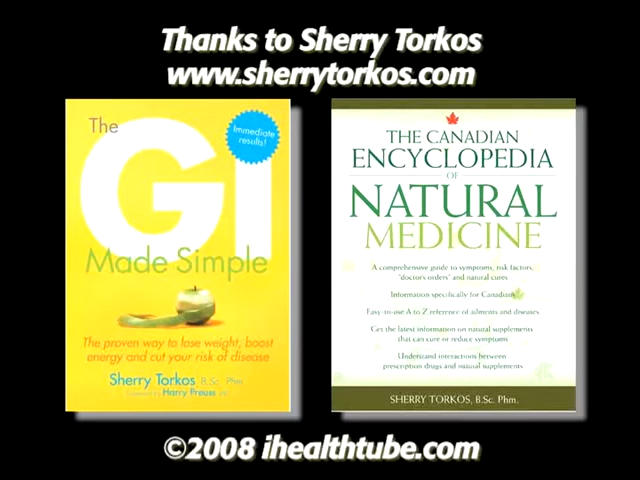 Thanks to Sherry Torkos
www.sherrytorkos.com
The
GI
Immediate
results!
Made Simple
The proven way to lose weight, boost
energy and cut your risk of disease
Sherry Torkos B.Sc. Phm.
Harry Preuss
THE CANADIAN
ENCYCLOPEDIA
OF
NATURAL
MEDICINE
A comprehensive guide to symptoms, risk factors,
"doctor's orders" and natural cures
Information specifically for Canadians
Easy-to-use A to Z reference of ailments and diseases
Get the latest information on natural supplements
that can cure or reduce symptoms
Understand interactions between
prescription drugs and natural supplements
SHERRY TORKOS, B.Sc. Phm.
©2008 ihealthtube.com